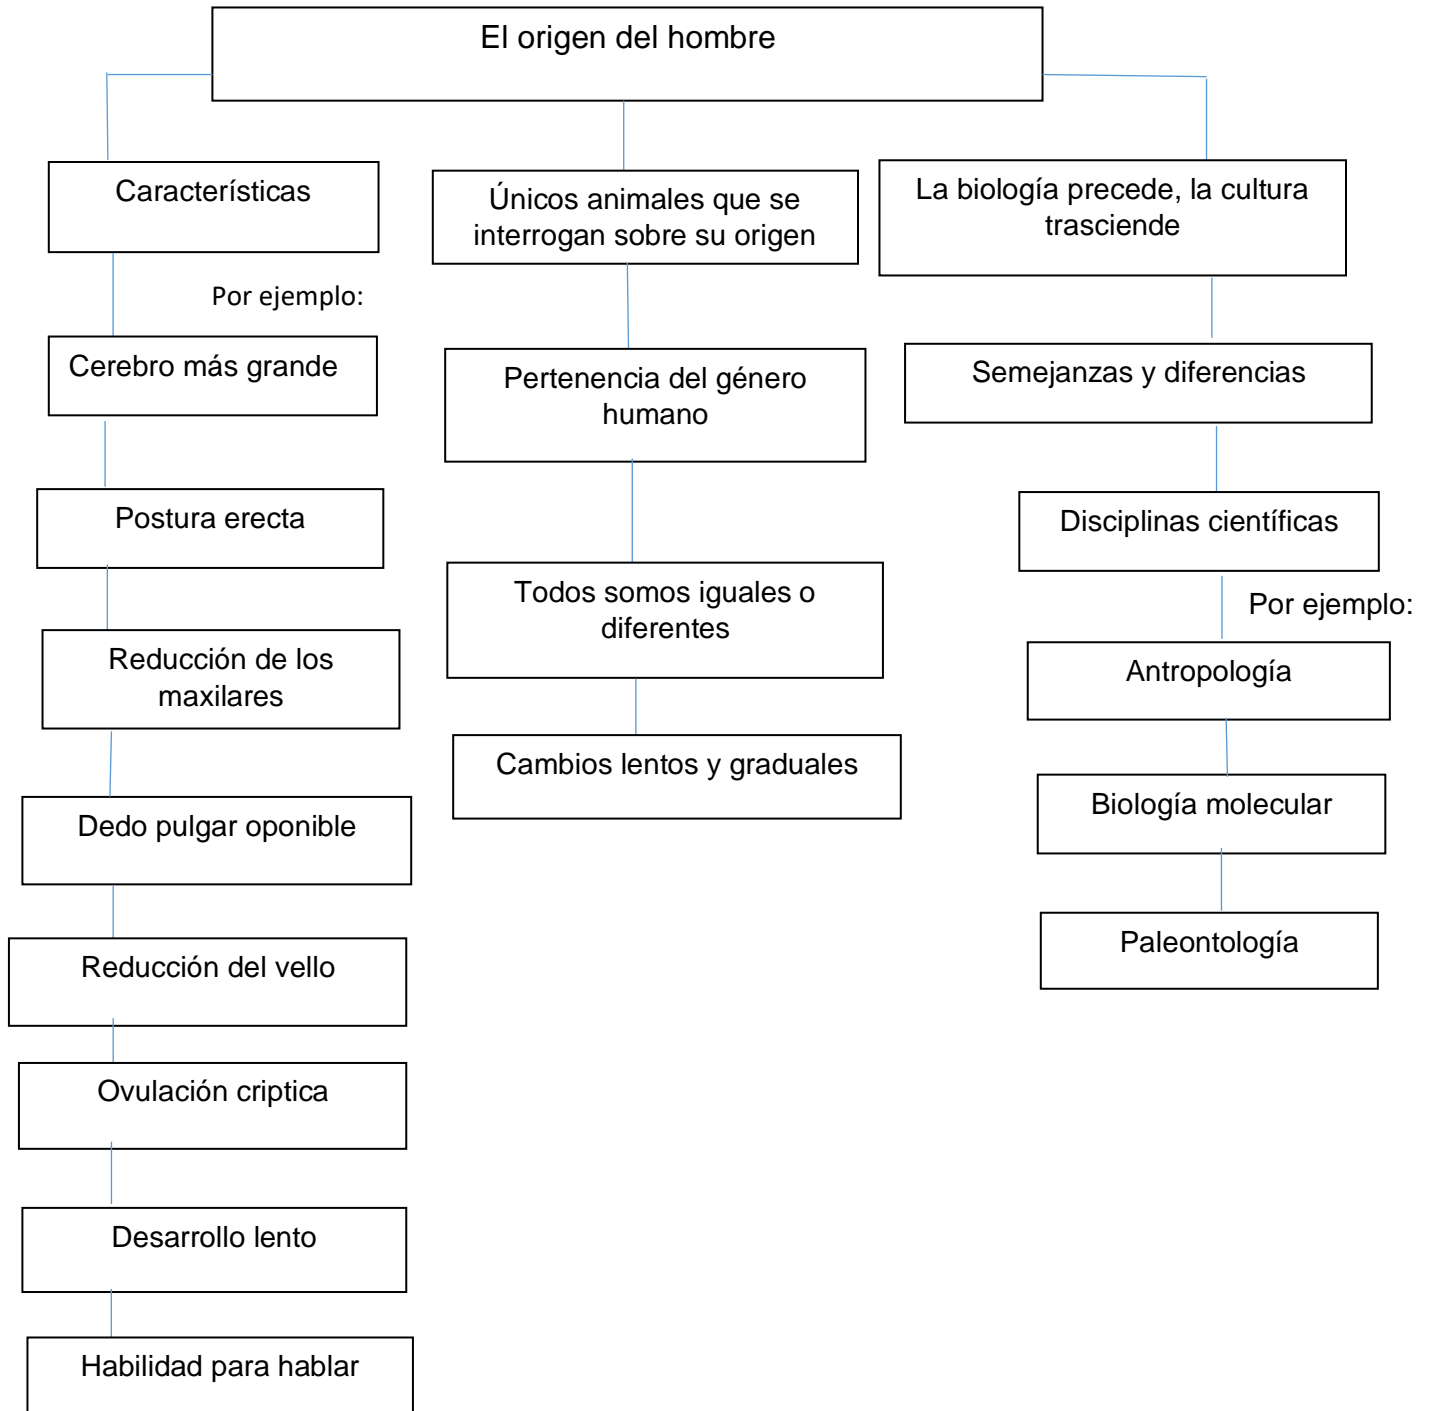 El origen del hombre
Características
Por ejemplo:
Cerebro más grande
Postura erecta
Reducción de los
maxilares
Dedo pulgar oponible
Reducción del vello
Ovulación criptica
Desarrollo lento
Habilidad para hablar
Únicos animales que se
interrogan sobre su origen
Pertenencia del género
humano
Todos somos iguales o
diferentes
Cambios lentos y graduales
La biología precede, la cultura
trasciende
Semejanzas y diferencias
Disciplinas científicas
Por ejemplo:
Antropología
Biología molecular
Paleontología